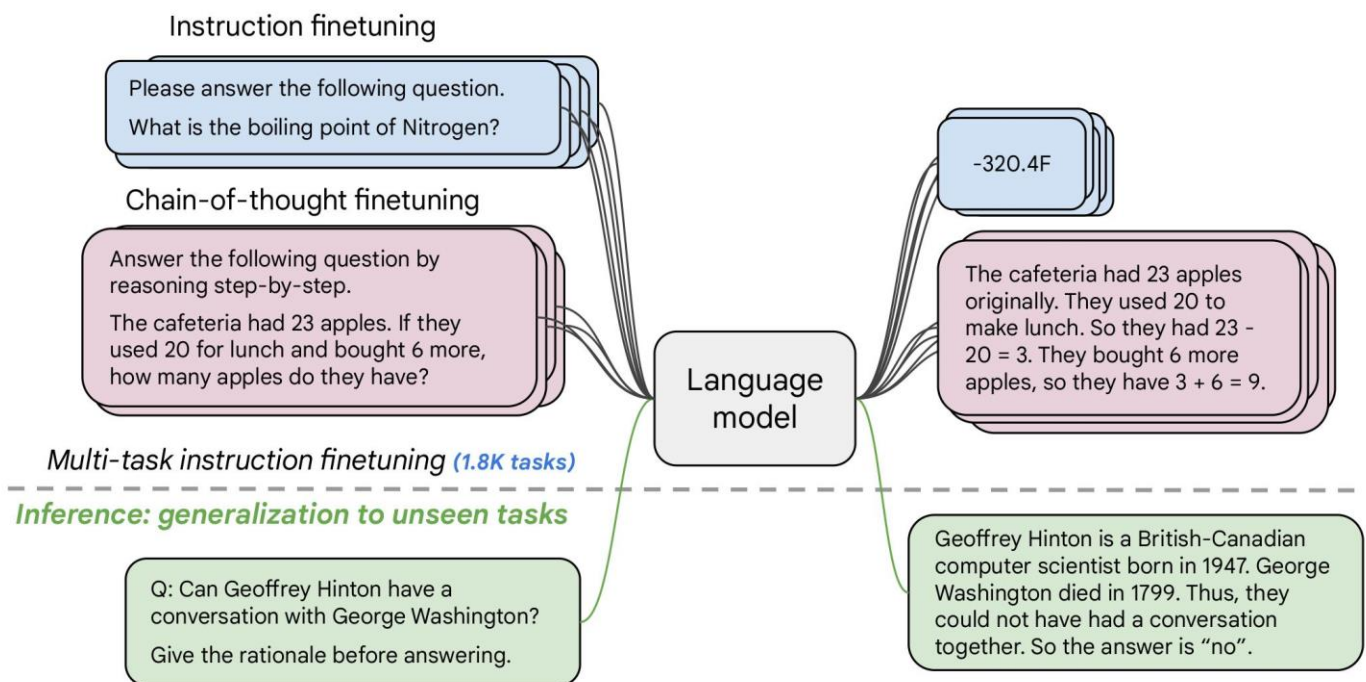 Instruction finetuning
Please answer the following question.
What is the boiling point of Nitrogen?
-320.4F
Chain-of-thought finetuning
Answer the following question by
reasoning step-by-step.
The cafeteria had 23 apples. If they
used 20 for lunch and bought 6 more,
how many apples do they have?
Language
model
The cafeteria had 23 apples
originally. They used 20 to
make lunch. So they had 23 -
20 = 3. They bought 6 more
apples, so they have 3 + 6 = 9.
Multi-task instruction finetuning (1.8K tasks)
Inference: generalization to unseen tasks
Q: Can Geoffrey Hinton have a
conversation with George Washington?
Give the rationale before answering.
Geoffrey Hinton is a British-Canadian
computer scientist born in 1947. George
Washington died in 1799. Thus, they
could not have had a conversation
together. So the answer is “no”.